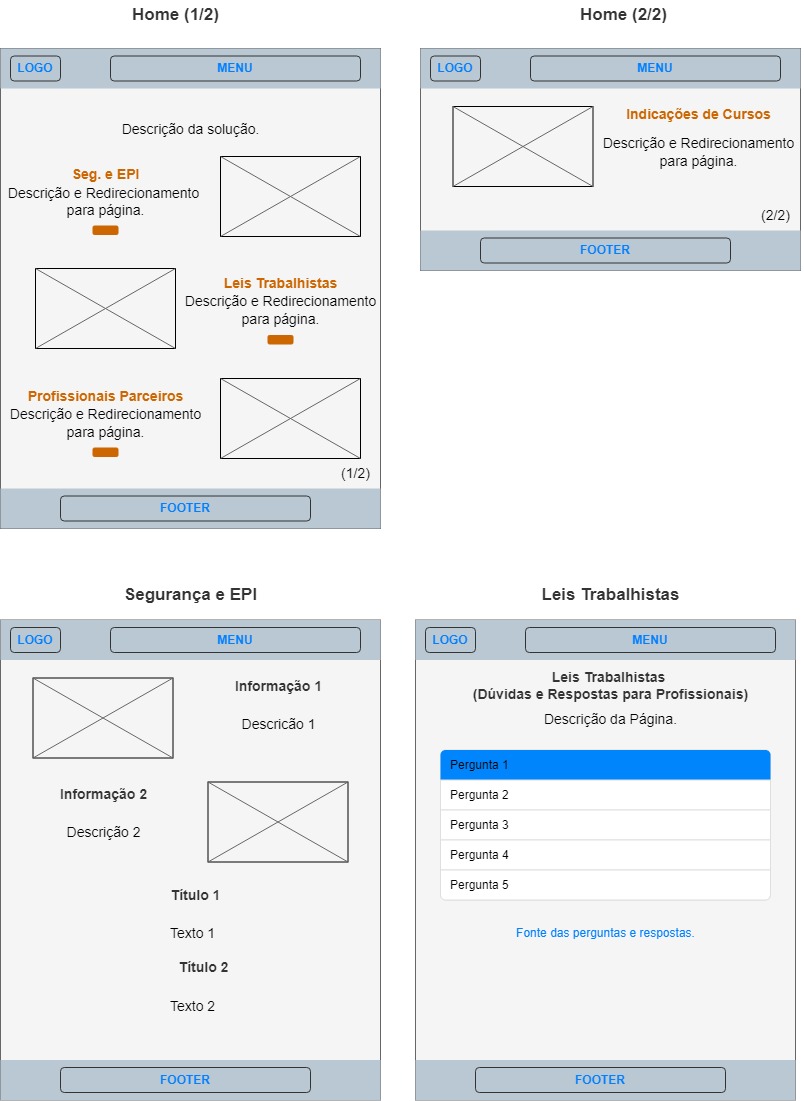 Home (1/2)
LOGO
MENU
Descrição da solução.
Seg. e EPI
Descrição e Redirecionamento
para página.
Leis Trabalhistas
Descrição e Redirecionamento
para página.
Profissionais Parceiros
Descrição e Redirecionamento
para página.
(1/2)
FOOTER
Home (2/2)
LOGO
MENU
Indicações de Cursos
Descrição e Redirecionamento
para página.
(2/2)
FOOTER
Segurança e EPI
LOGO
MENU
Informação 1
Descricão 1
Informação 2
Descrição 2
Título 1
Texto 1
Título 2
Texto 2
FOOTER
Leis Trabalhistas
LOGO
MENU
Leis Trabalhistas
(Dúvidas e Respostas para Profissionais)
Descrição da Página.
Pergunta 1
Pergunta 2
Pergunta 3
Pergunta 4
Pergunta 5
Fonte das perguntas e respostas.
FOOTER